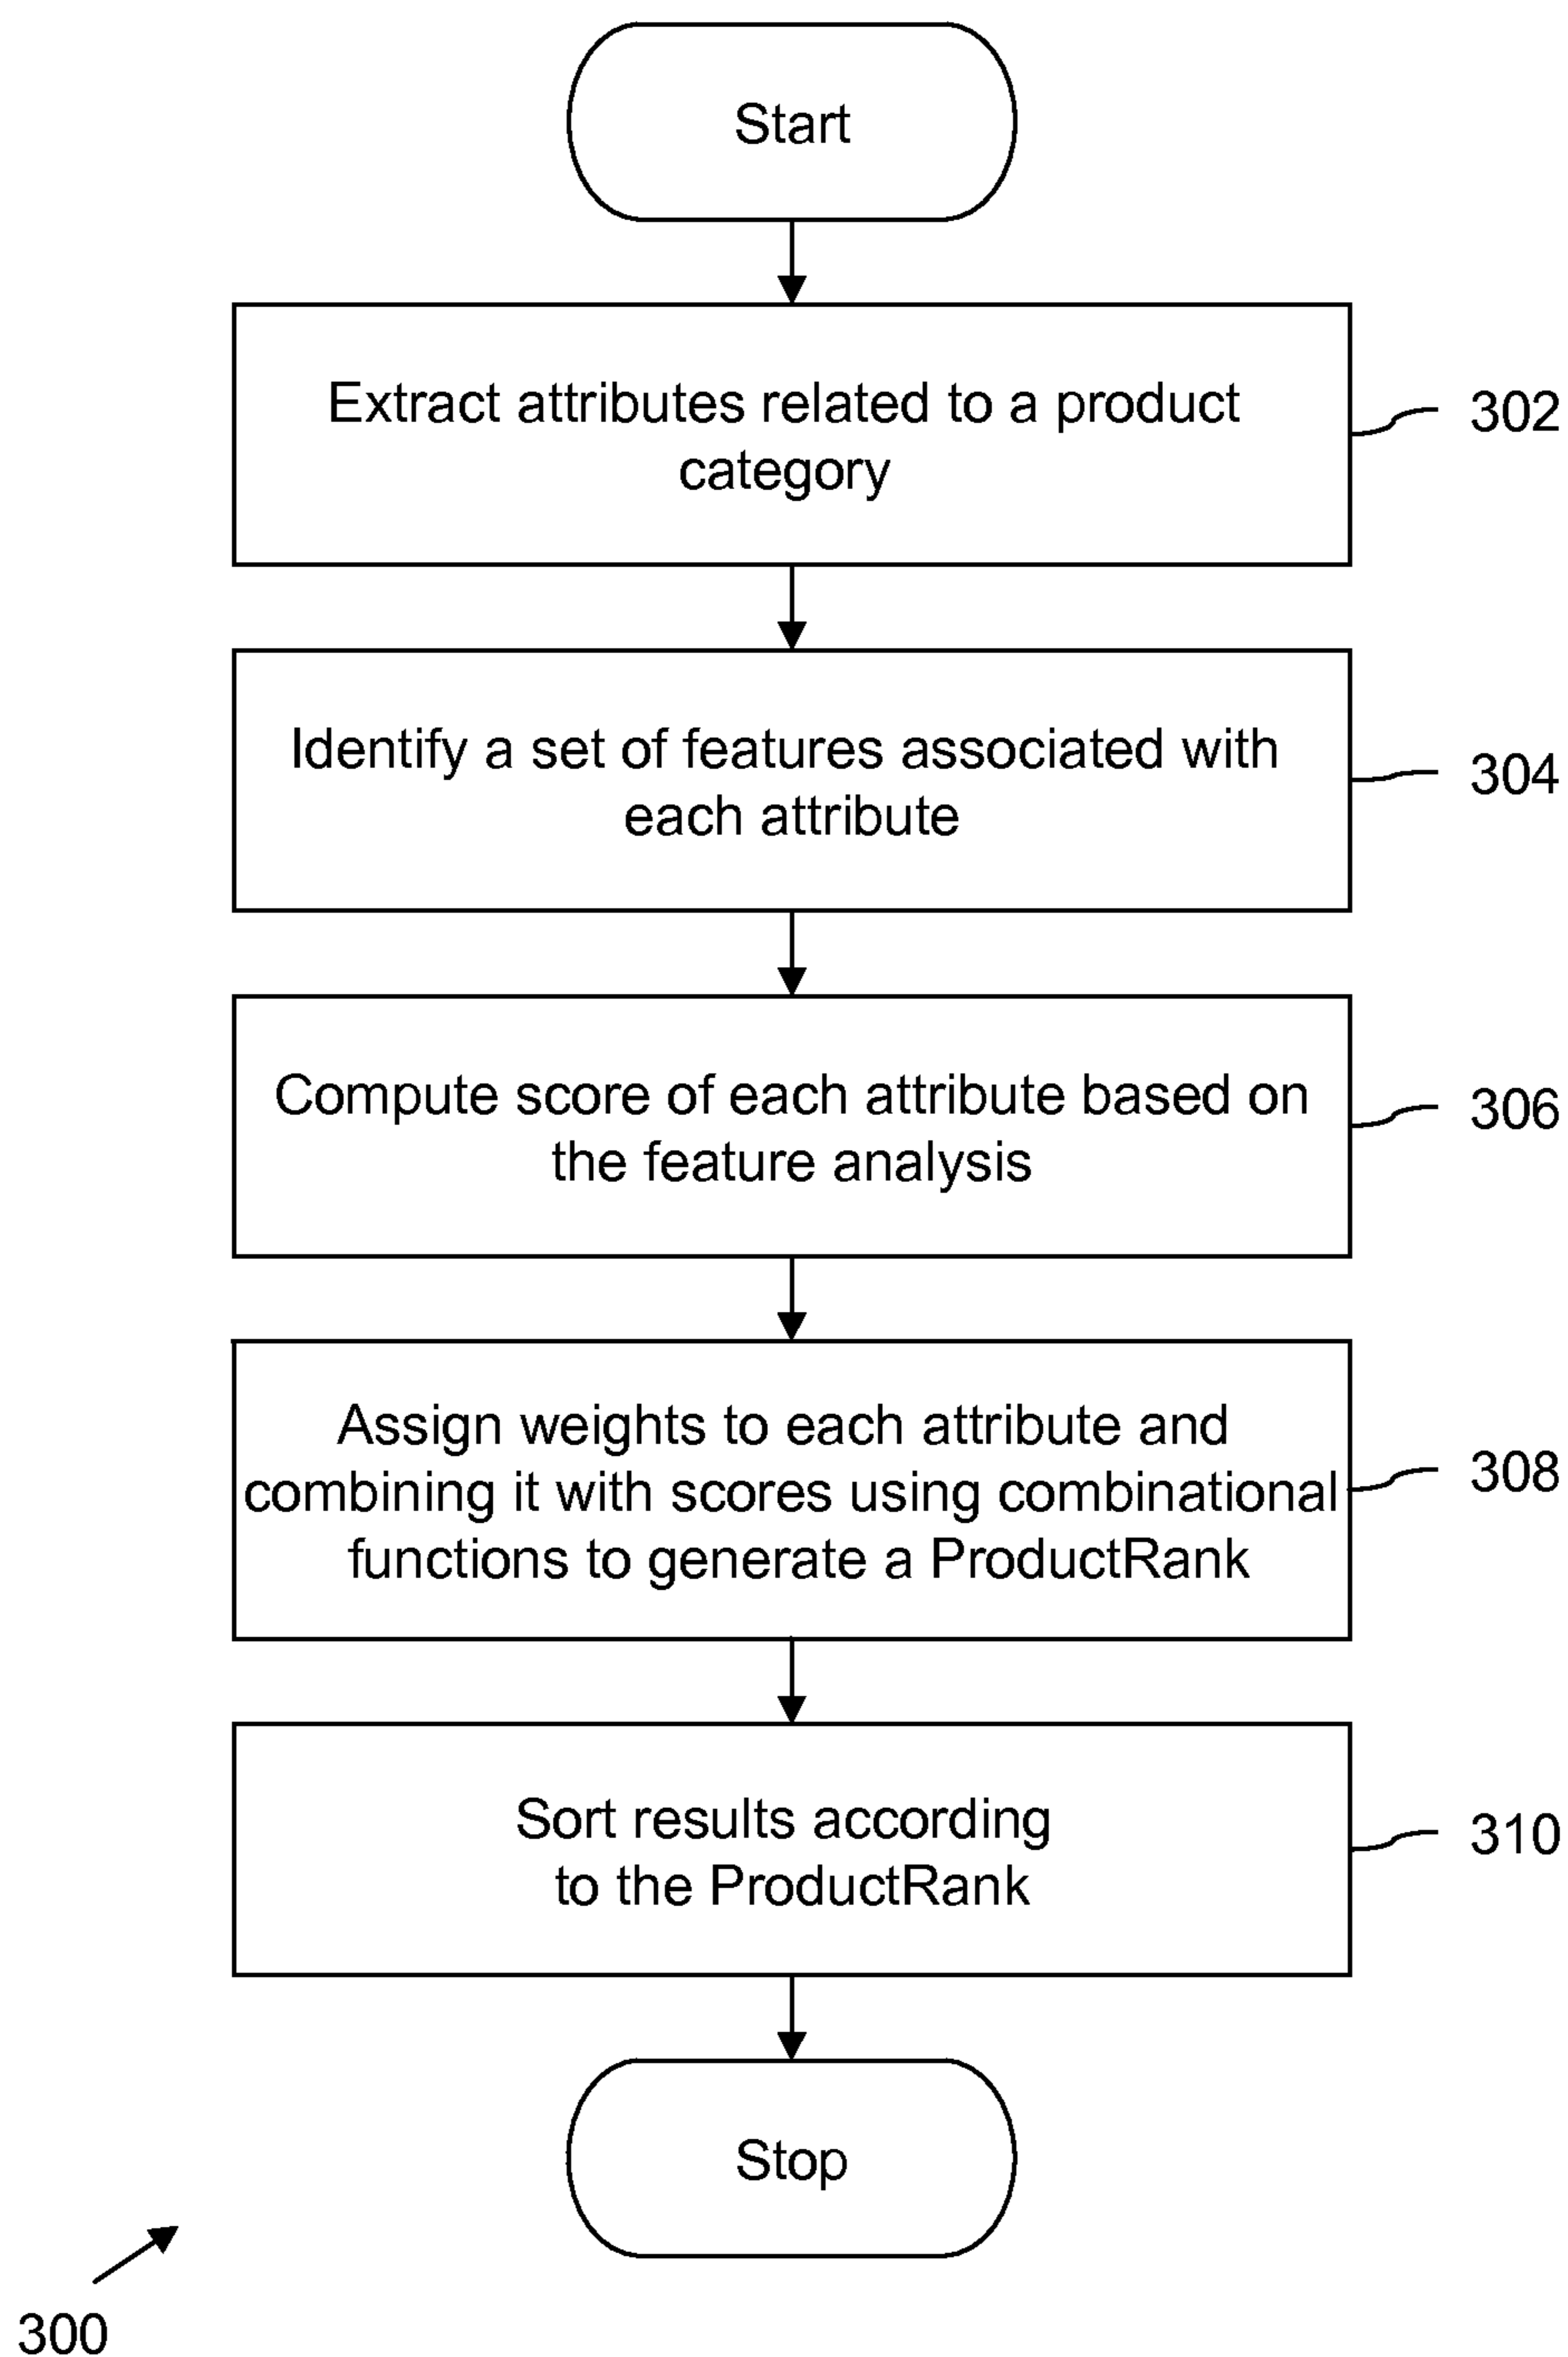 Start
Extract attributes related to a product
category
302
Identify a set of features associated with
each attribute
304
Compute score of each attribute based on
the feature analysis
306
Assign weights to each attribute and
combining it with scores using combinational
functions to generate a ProductRank
308
Sort results according
to the ProductRank
310
Stop
300